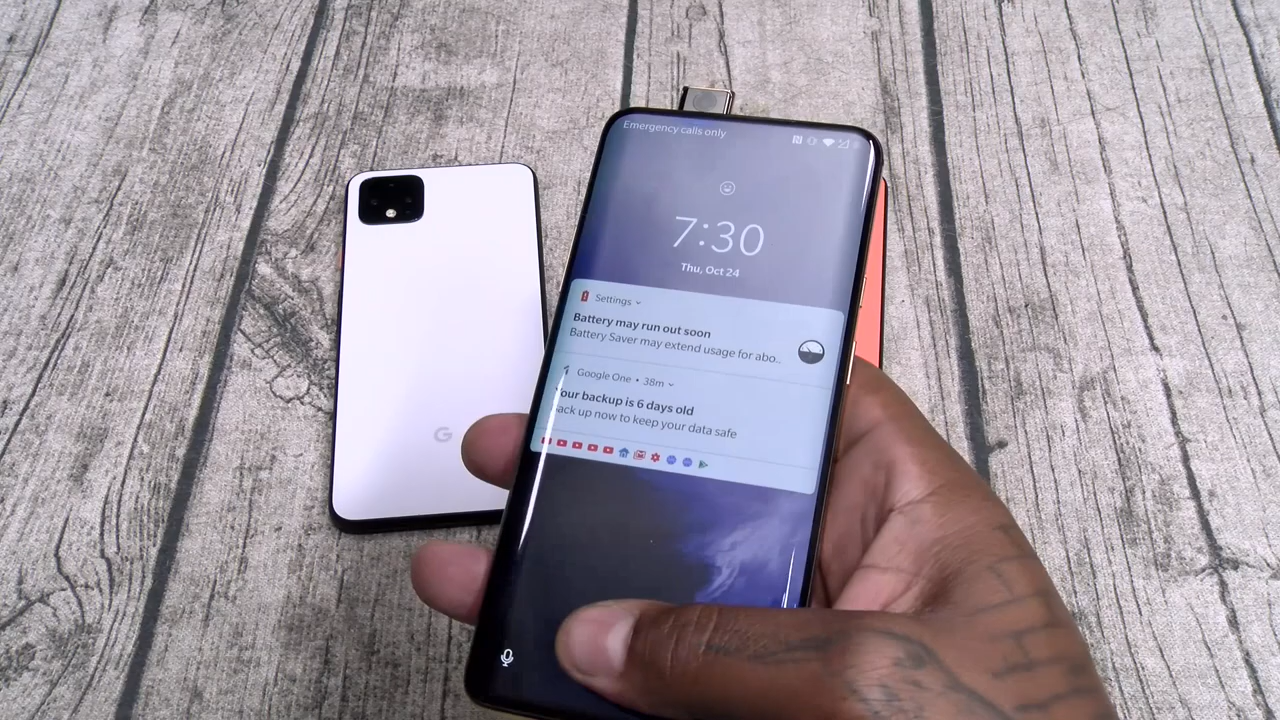 Emergency calls only
7:30
Thu, Oct 24
Settings
Battery may run out soon
Battery Saver may extend usage for abo..
Google One • 38m
Your backup is 6 days old
Back up now to keep your data safe
G